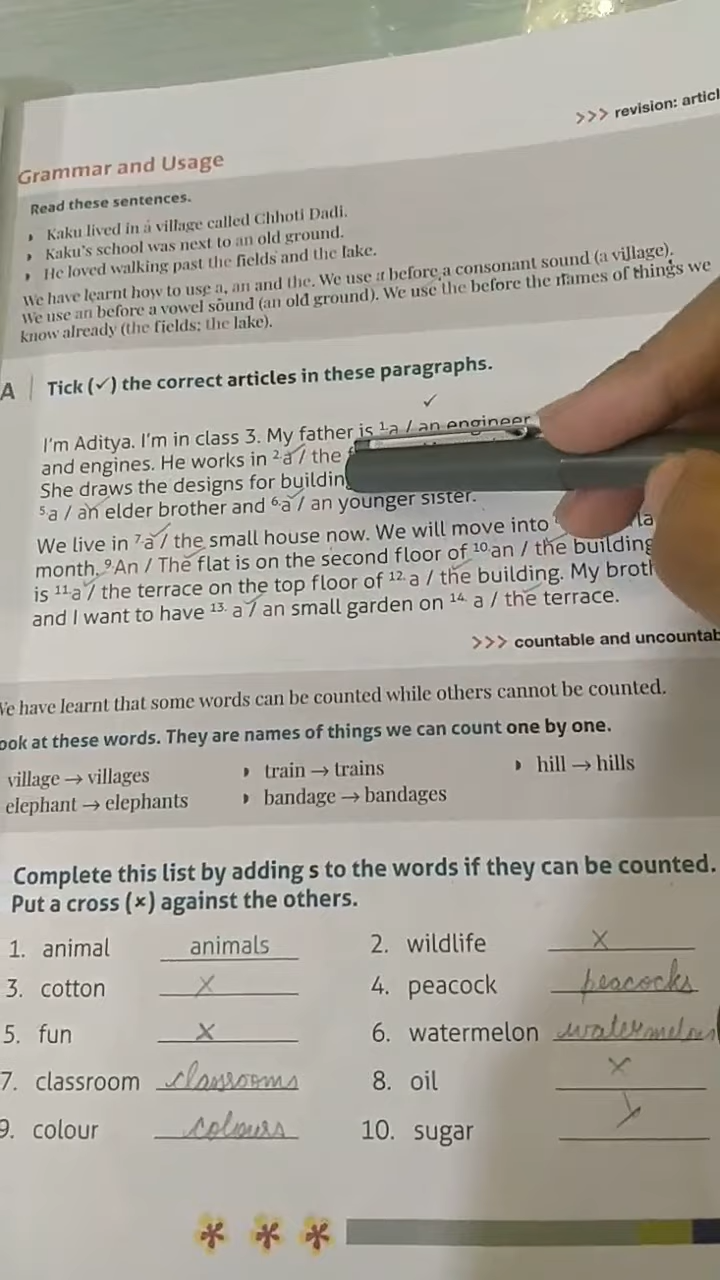 >>> revision: articl
Grammar and Usage
Read these sentences.
Kaku lived in a village called Chhoti Dadi.
Kaku's school was next to an old ground.
He loved walking past the fields and the lake.
We have learnt how to use a, an and the. We use a before a consonant sound (a village).
We use an before a vowel sound (an old ground). We use the before the names of things we
know already (the fields; the lake).
A | Tick (✓) the correct articles in these paragraphs.
✓
I'm Aditya. I'm in class 3. My father is 1a / an engineer
and engines. He works in 2a / the
She draws the designs for building
5a / an elder brother and 6a / an younger sister.
We live in 7a / the small house now. We will move into la
month. 9An / The flat is on the second floor of 10 an / the building
is 11 a / the terrace on the top floor of 12. a / the building. My brot
and I want to have 13. a / an small garden on 14. a / the terrace.
>>> countable and uncountab
We have learnt that some words can be counted while others cannot be counted.
ook at these words. They are names of things we can count one by one.
village → villages train → trains hill → hills
elephant → elephants bandage → bandages
Complete this list by adding s to the words if they can be counted.
Put a cross (×) against the others.
1. animal animals 2. wildlife ×
3. cotton × 4. peacock peacocks
5. fun × 6. watermelon watermelons
7. classroom classrooms 8. oil ×
9. colour colours 10. sugar ×